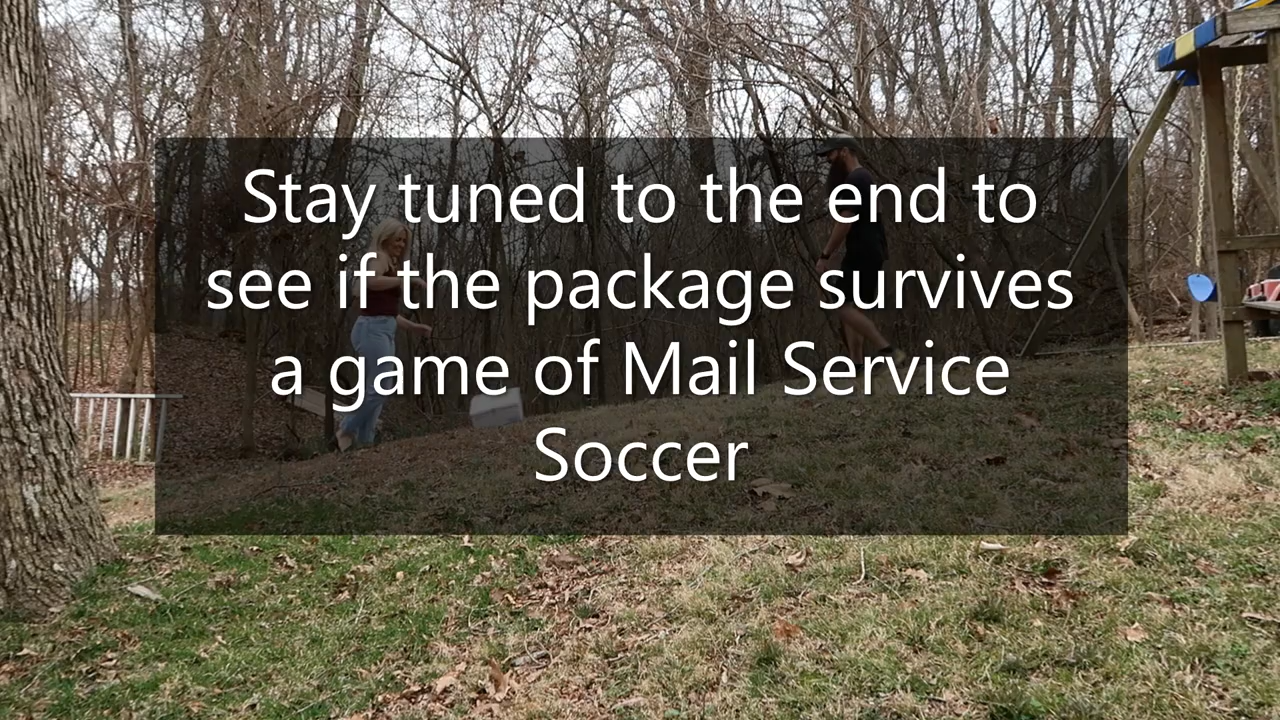 Stay tuned to the end to
see if the package survives
a game of Mail Service
Soccer